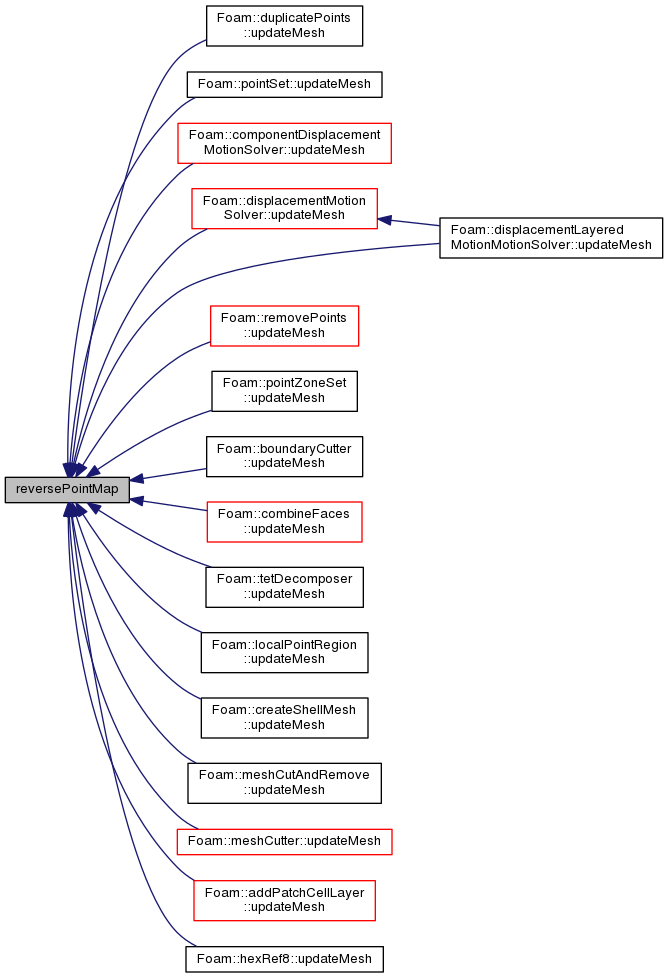 Foam::duplicatePoints
::updateMesh
Foam::pointSet::updateMesh
Foam::componentDisplacement
MotionSolver::updateMesh
Foam::displacementMotion
Solver::updateMesh
Foam::displacementLayered
MotionMotionSolver::updateMesh
Foam::removePoints
::updateMesh
Foam::pointZoneSet
::updateMesh
Foam::boundaryCutter
::updateMesh
reversePointMap
Foam::combineFaces
::updateMesh
Foam::tetDecomposer
::updateMesh
Foam::localPointRegion
::updateMesh
Foam::createShellMesh
::updateMesh
Foam::meshCutAndRemove
::updateMesh
Foam::meshCutter::updateMesh
Foam::addPatchCellLayer
::updateMesh
Foam::hexRef8::updateMesh